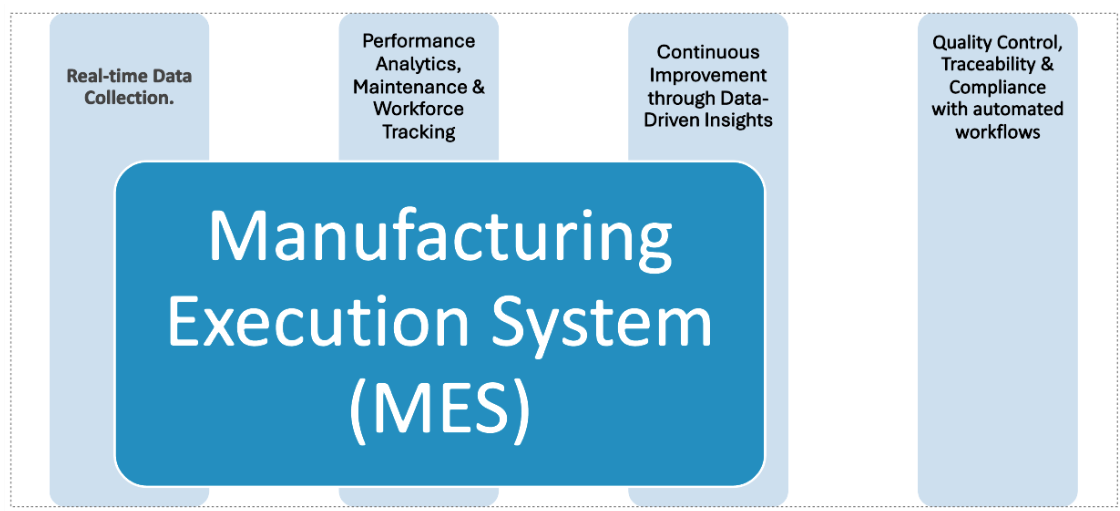 Real-time Data
Collection.
Performance
Analytics,
Maintenance &
Workforce
Tracking
Continuous
Improvement
through Data-
Driven Insights
Quality Control,
Traceability &
Compliance
with automated
workflows
Manufacturing
Execution System
(MES)